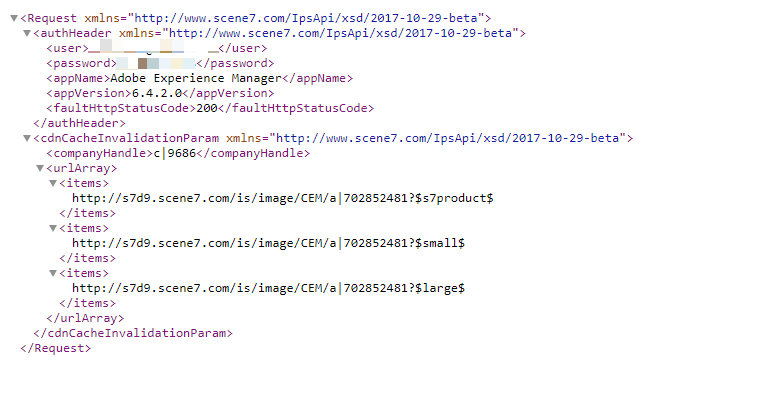 ▼<Request xmlns="http://www.scene7.com/IpsApi/xsd/2017-10-29-beta">
▼<authHeader xmlns="http://www.scene7.com/IpsApi/xsd/2017-10-29-beta">
<user></user>
<password></password>
<appName>Adobe Experience Manager</appName>
<appVersion>6.4.2.0</appVersion>
<faultHttpStatusCode>200</faultHttpStatusCode>
</authHeader>
▼<cdnCacheInvalidationParam xmlns="http://www.scene7.com/IpsApi/xsd/2017-10-29-beta">
<companyHandle>c|9686</companyHandle>
▼<urlArray>
▼<items>
http://s7d9.scene7.com/is/image/CEM/a|702852481?$s7product$
</items>
▼<items>
http://s7d9.scene7.com/is/image/CEM/a|702852481?$small$
</items>
▼<items>
http://s7d9.scene7.com/is/image/CEM/a|702852481?$large$
</items>
</urlArray>
</cdnCacheInvalidationParam>
</Request>